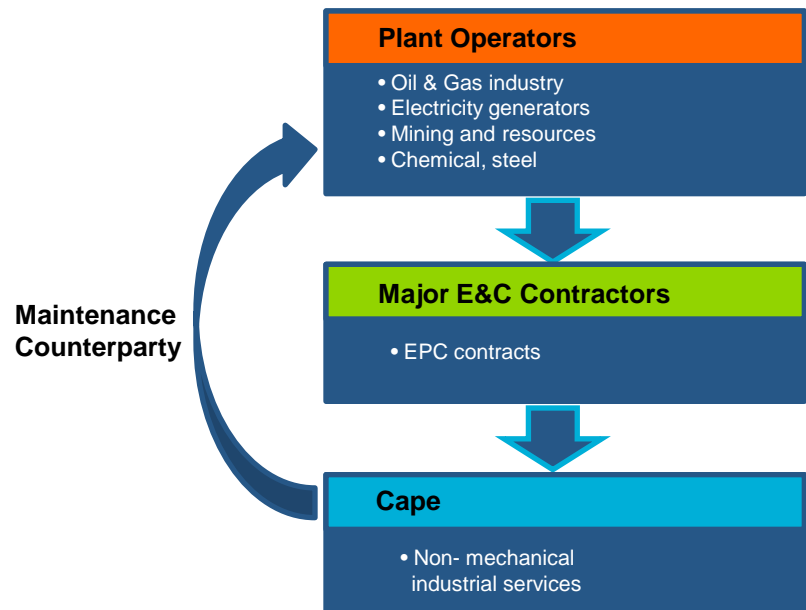 Plant Operators
• Oil & Gas industry
• Electricity generators
• Mining and resources
• Chemical, steel
Major E&C Contractors
Maintenance
Counterparty
• EPC contracts
Cape
• Non- mechanical
industrial services